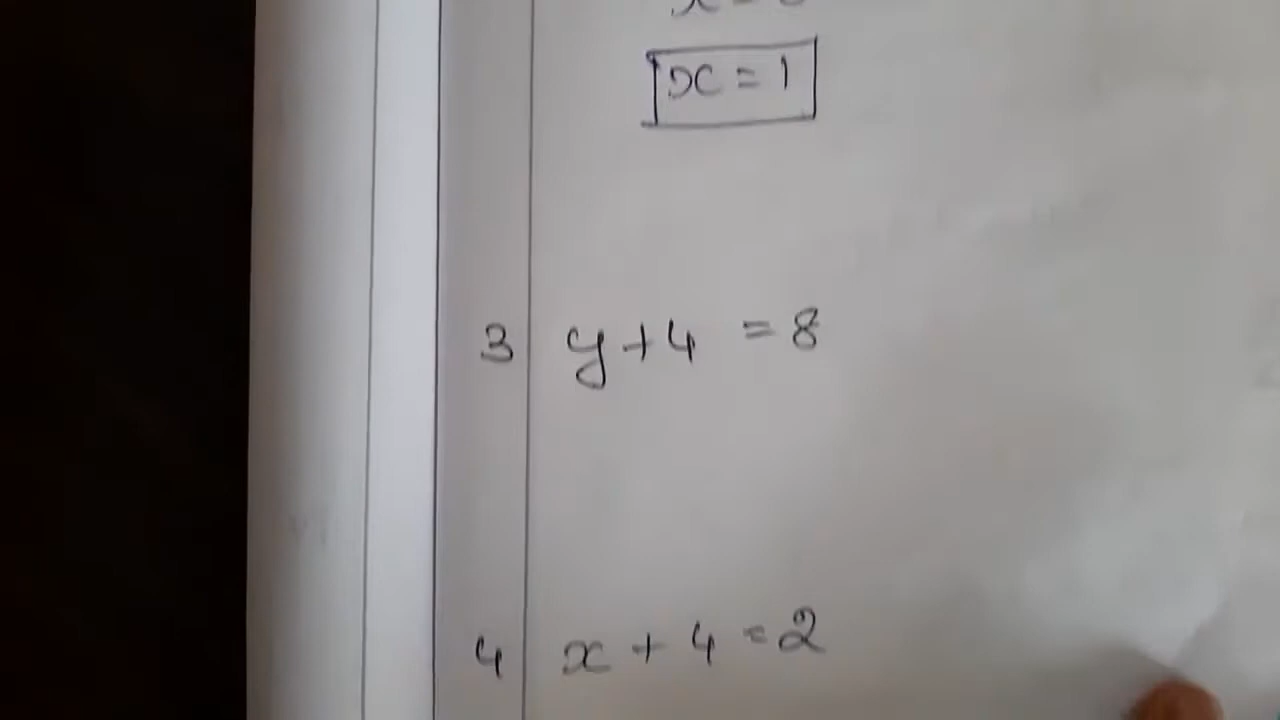 x = 1
3 y + 4 = 8
4 x + 4 = 2